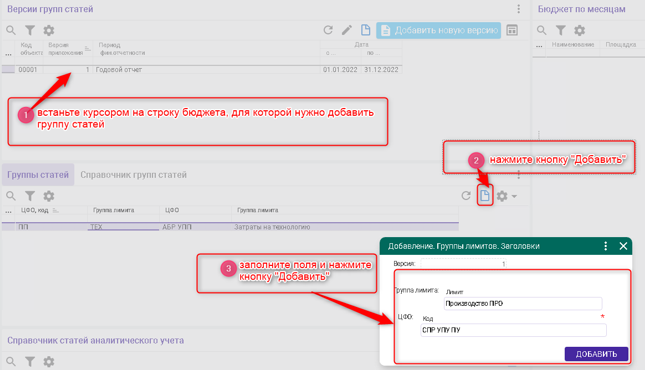 Версии групп статей
Бюджет по месяцам
Добавить новую версию
... Код объекта Версия приложения Период финотчетности Дата с ... по...
... Наименование Площадка
00001 1 Годовой отчет 01.01.2022 31.12.2022
1 встаньте курсором на строку бюджета, для которой нужно добавить
группу статей
2 нажмите кнопку "Добавить"
Группы статей Справочник групп статей
... ЦФО, код Группа лимита ЦФО Группа лимита
ПП ТЕХ АБР УПП Затраты на технологию
3 заполните поля и нажмите
кнопку "Добавить"
Добавление. Группы лимитов. Заголовки
Версия: 1
Группа лимита: Лимит
Производство ПРО
ЦФО: Код *
СПР УПУ ПУ
ДОБАВИТЬ
Справочник статей аналитического учета